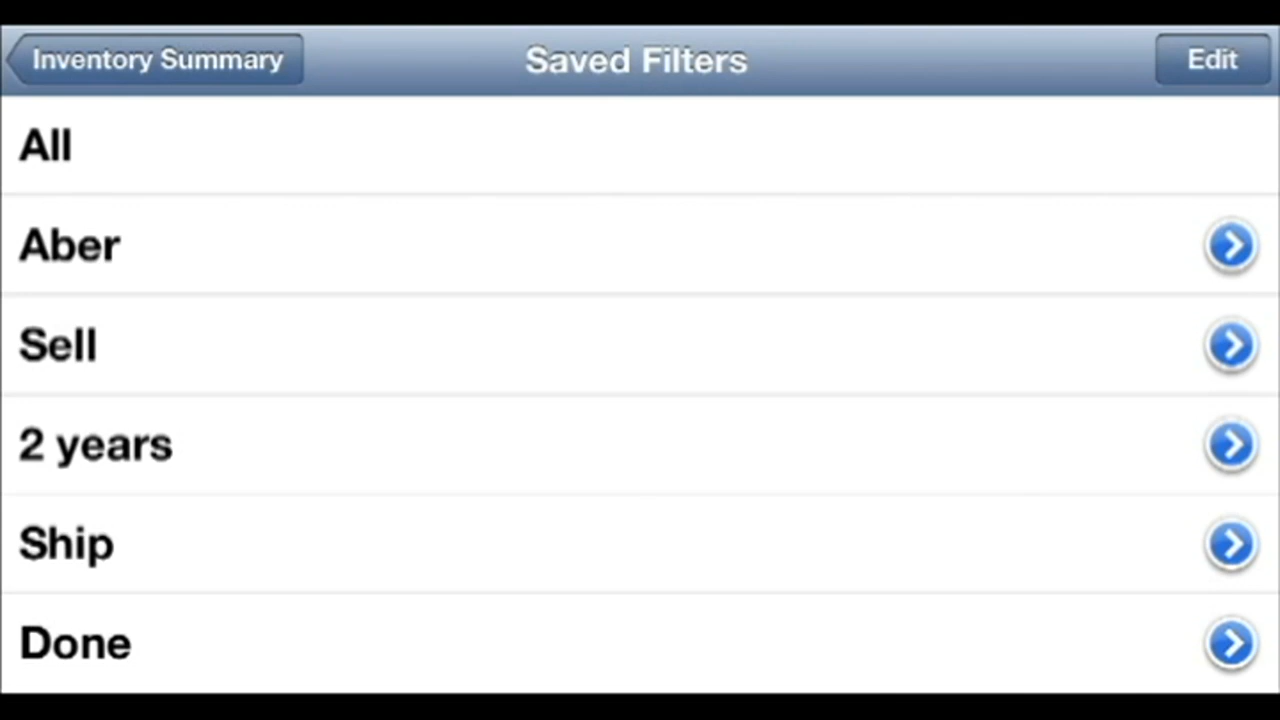 Inventory Summary
Saved Filters
Edit
All
Aber
Sell
2 years
Ship
Done